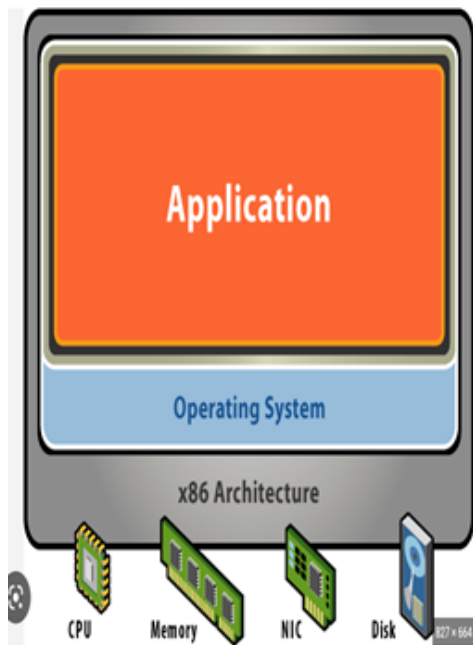 Application
Operating System
x86 Architecture
CPU Memory NIC Disk
827 × 664